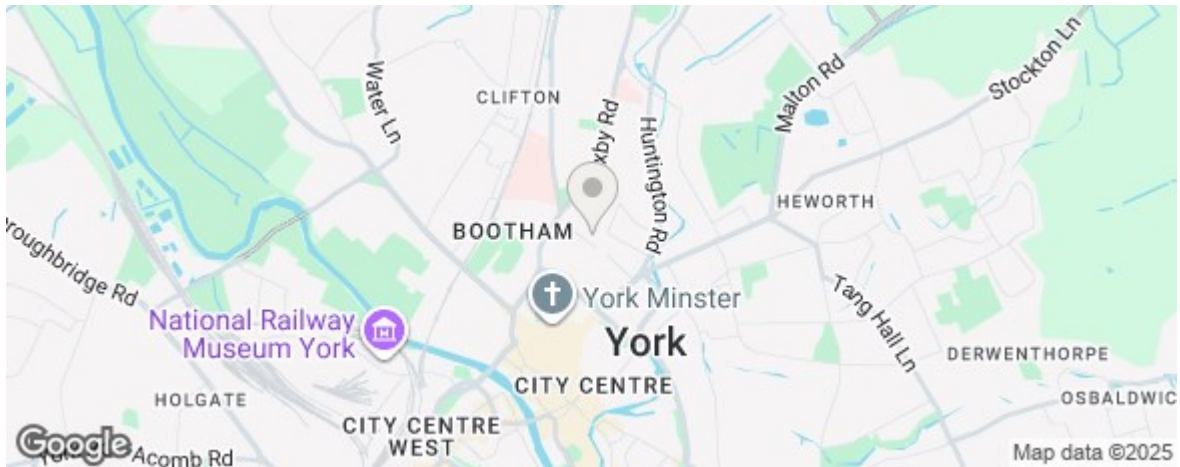 CLIFTON
Water Ln
xby Rd
Huntington Rd
Malton Rd
Stockton Ln
HEWORTH
BOOTHAM
oroughbridge Rd
York Minster
National Railway
Museum York
York
Tang Hall Ln
DERWENTHORPE
CITY CENTRE
OSBALDWIC
HOLGATE
CITY CENTRE
WEST
Google
Acomb Rd
Map data ©2025